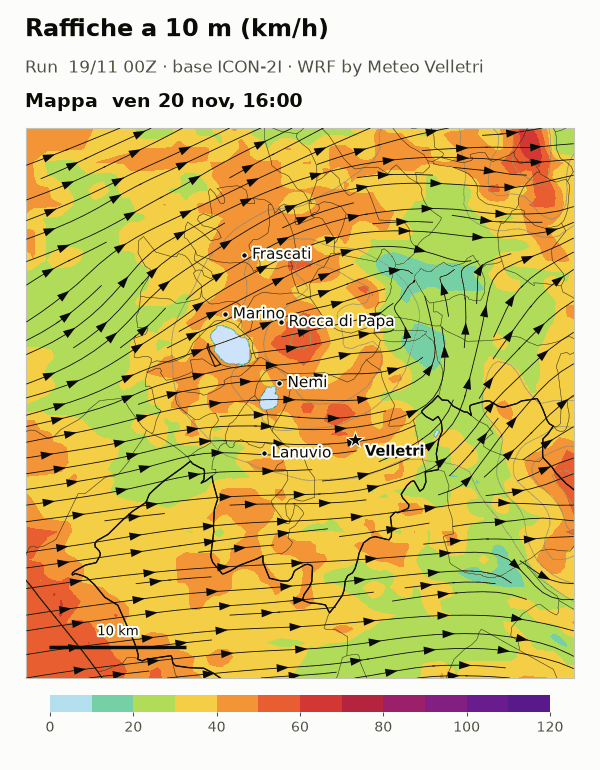 Raffiche a 10 m (km/h)
Run 19/11 00Z · base ICON-2I · WRF by Meteo Velletri
Mappa ven 20 nov, 16:00
Frascati
Marino
Rocca di Papa
Nemi
Velletri
Lanuvio
10 km
0 20 40 60 80 100 120